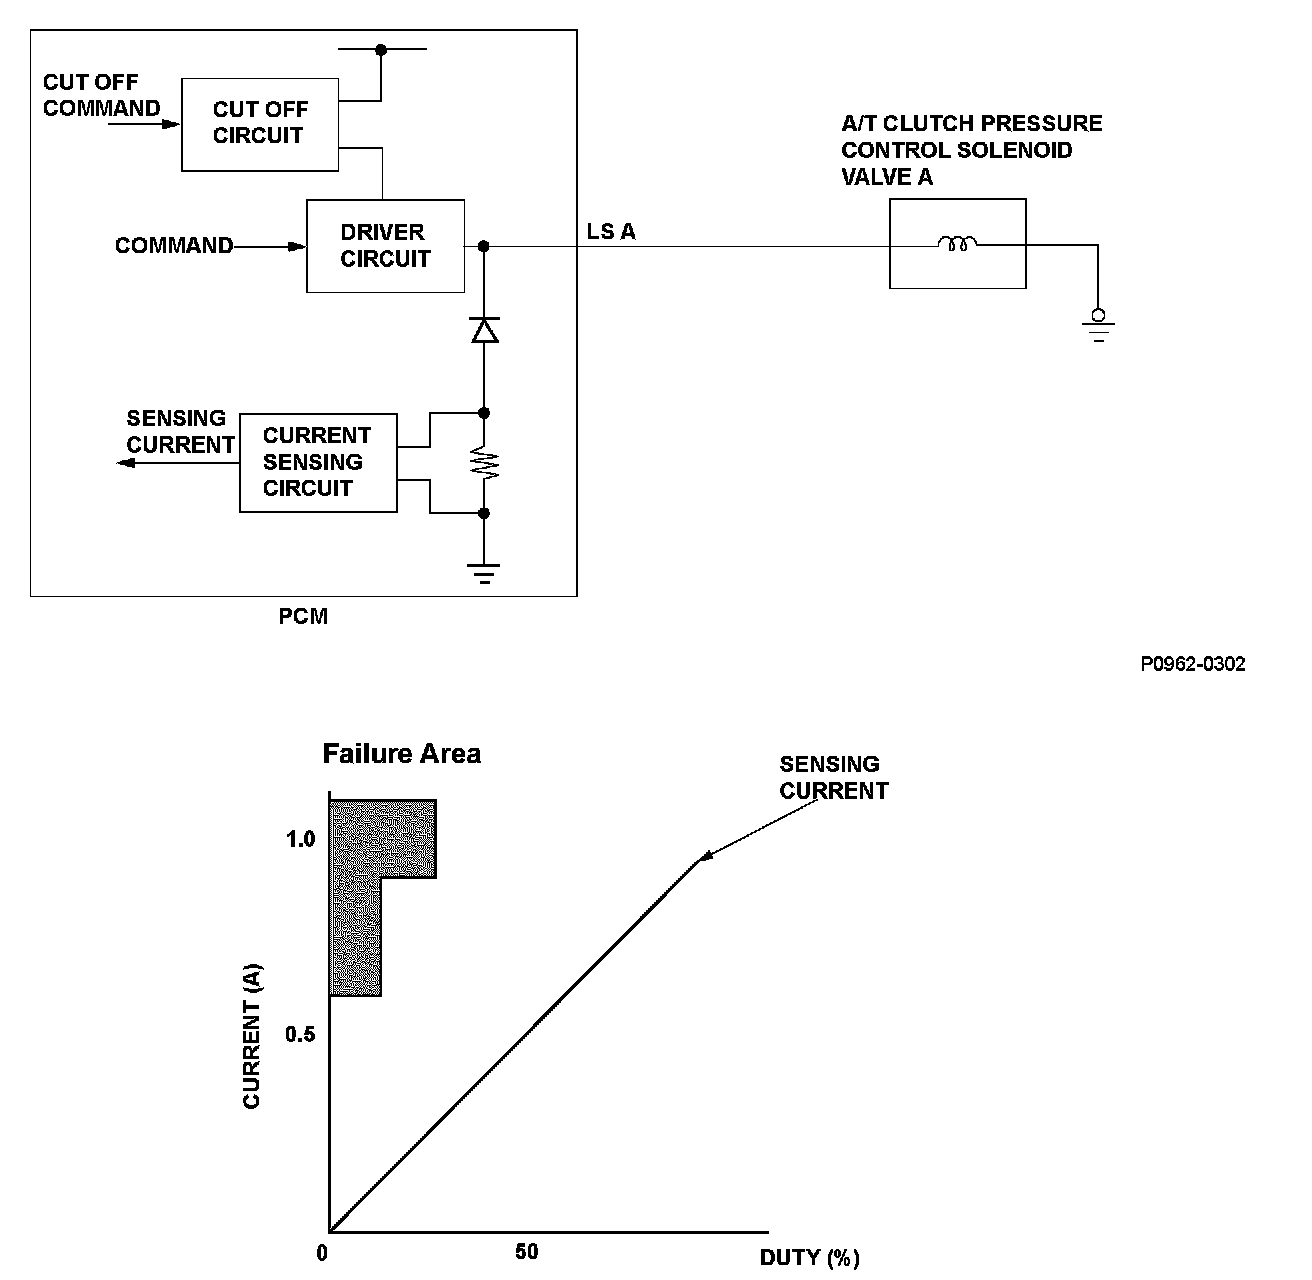 CUT OFF
COMMAND
CUT OFF
CIRCUIT
A/T CLUTCH PRESSURE
CONTROL SOLENOID
VALVE A
COMMAND
DRIVER
CIRCUIT
LS A
SENSING
CURRENT
CURRENT
SENSING
CIRCUIT
PCM
P0962-0302
Failure Area
SENSING
CURRENT
1.0
0.5
CURRENT (A)
0
50
DUTY (%)